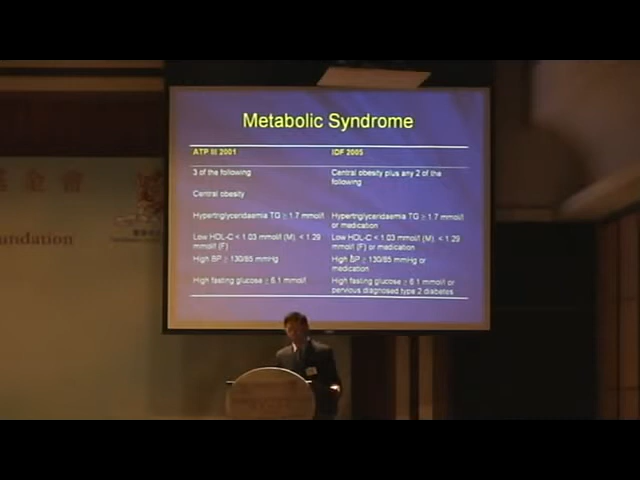 Metabolic Syndrome
ATP III 2001
IDF 2005
3 of the following
Central obesity plus any 2 of the
following
Central obesity
Hypertriglyceridaemia TG ≥ 1.7 mmol/l
Hypertriglyceridaemia TG ≥ 1.7 mmol/l
or medication
Low HDL-C < 1.03 mmol/l (M), < 1.29
mmol/l (F)
Low HDL-C < 1.03 mmol/l (M), < 1.29
mmol/l (F) or medication
High BP ≥ 130/85 mmHg
High BP ≥ 130/85 mmHg or
medication
High fasting glucose ≥ 6.1 mmol/l
High fasting glucose ≥ 6.1 mmol/l or
pervious diagnosed type 2 diabetes
金會
undation